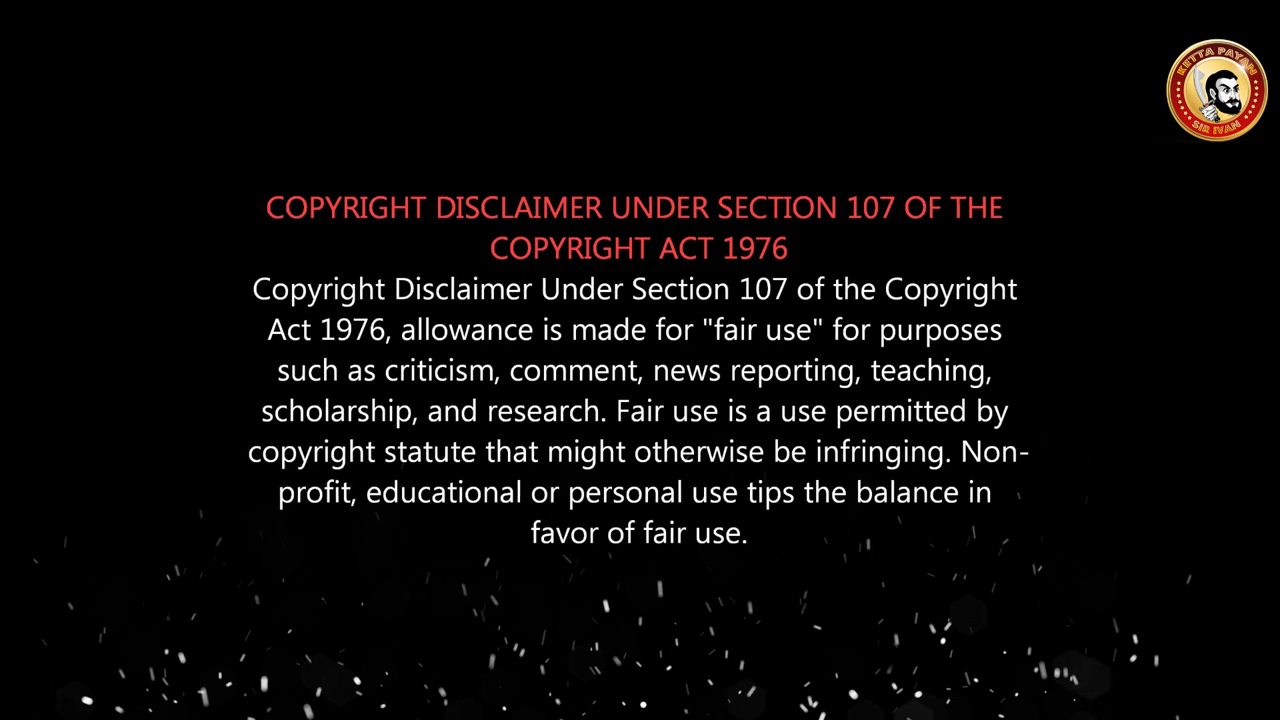 KETTA PAYAN
SIR IVAN
COPYRIGHT DISCLAIMER UNDER SECTION 107 OF THE
COPYRIGHT ACT 1976
Copyright Disclaimer Under Section 107 of the Copyright
Act 1976, allowance is made for "fair use" for purposes
such as criticism, comment, news reporting, teaching,
scholarship, and research. Fair use is a use permitted by
copyright statute that might otherwise be infringing. Non-
profit, educational or personal use tips the balance in
favor of fair use.